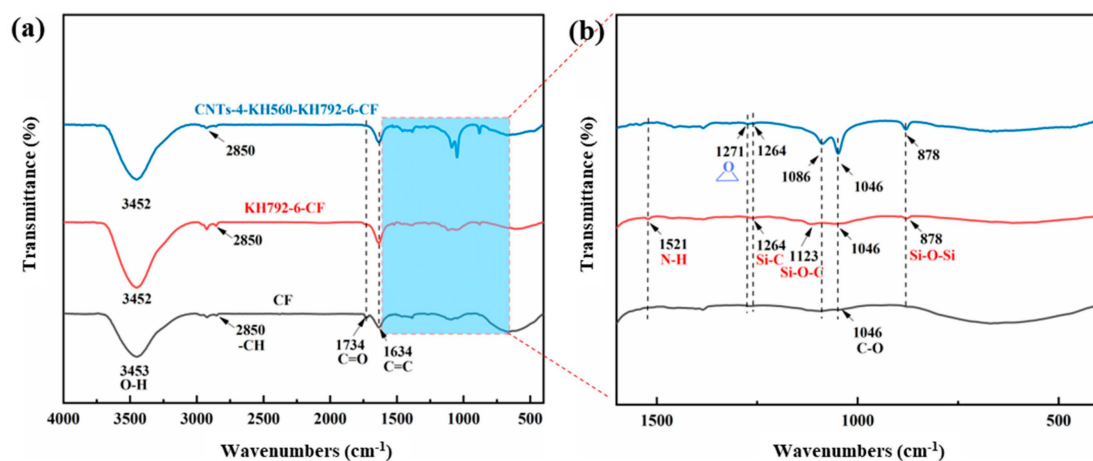 (a)
Transmittance (%)
CNTs-4-KH560-KH792-6-CF
2850
3452
KH792-6-CF
2850
3452
CF
2850
-CH
3453
O-H
1734
C=O
1634
C=C
4000 3500 3000 2500 2000 1500 1000 500
Wavenumbers (cm-1)
(b)
Transmittance (%)
1271
O
1264
1086
1046
878
1521
N-H
1264
Si-C
1123
Si-O-C
1046
878
Si-O-Si
1046
C-O
1500 1000 500
Wavenumbers (cm-1)